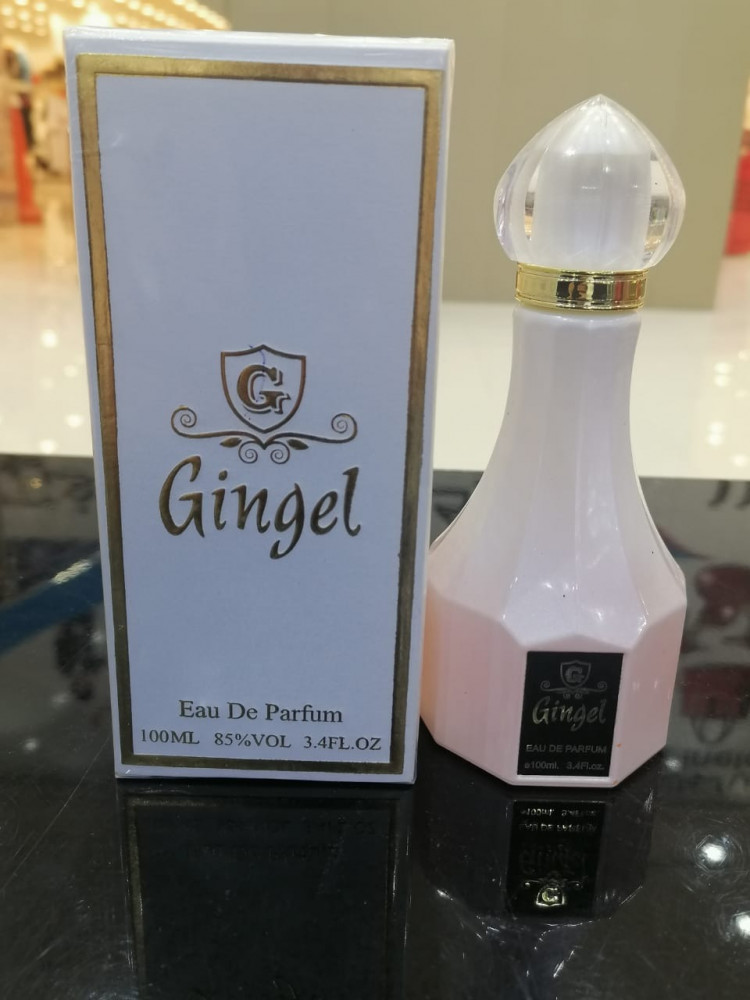 G
Gingel
Eau De Parfum
100ML 85%VOL 3.4FL.OZ
G
Gingel
EAU DE PARFUM
e100ml. 3.4Fl.oz.